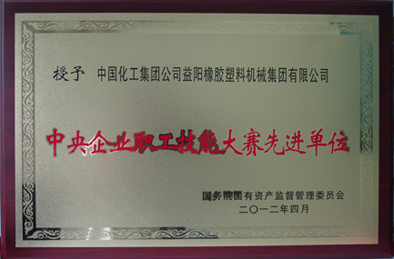 授予 中国化工集团公司益阳橡胶塑料机械集团有限公司
中央企业职工技能大赛先进单位
国务院国有资产监督管理委员会
二〇一二年四月